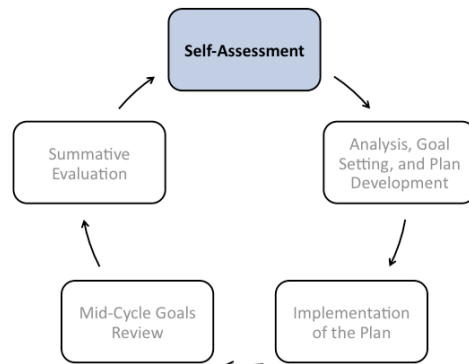 Self-Assessment
Analysis, Goal
Setting, and Plan
Development
Implementation
of the Plan
Mid-Cycle Goals
Review
Summative
Evaluation